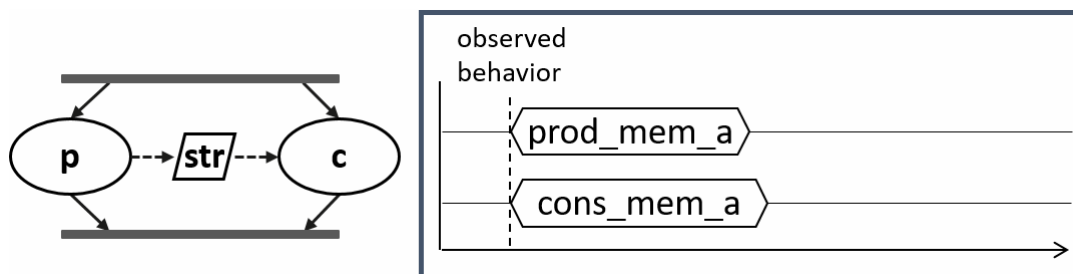 p
str
c
observed
behavior
prod_mem_a
cons_mem_a